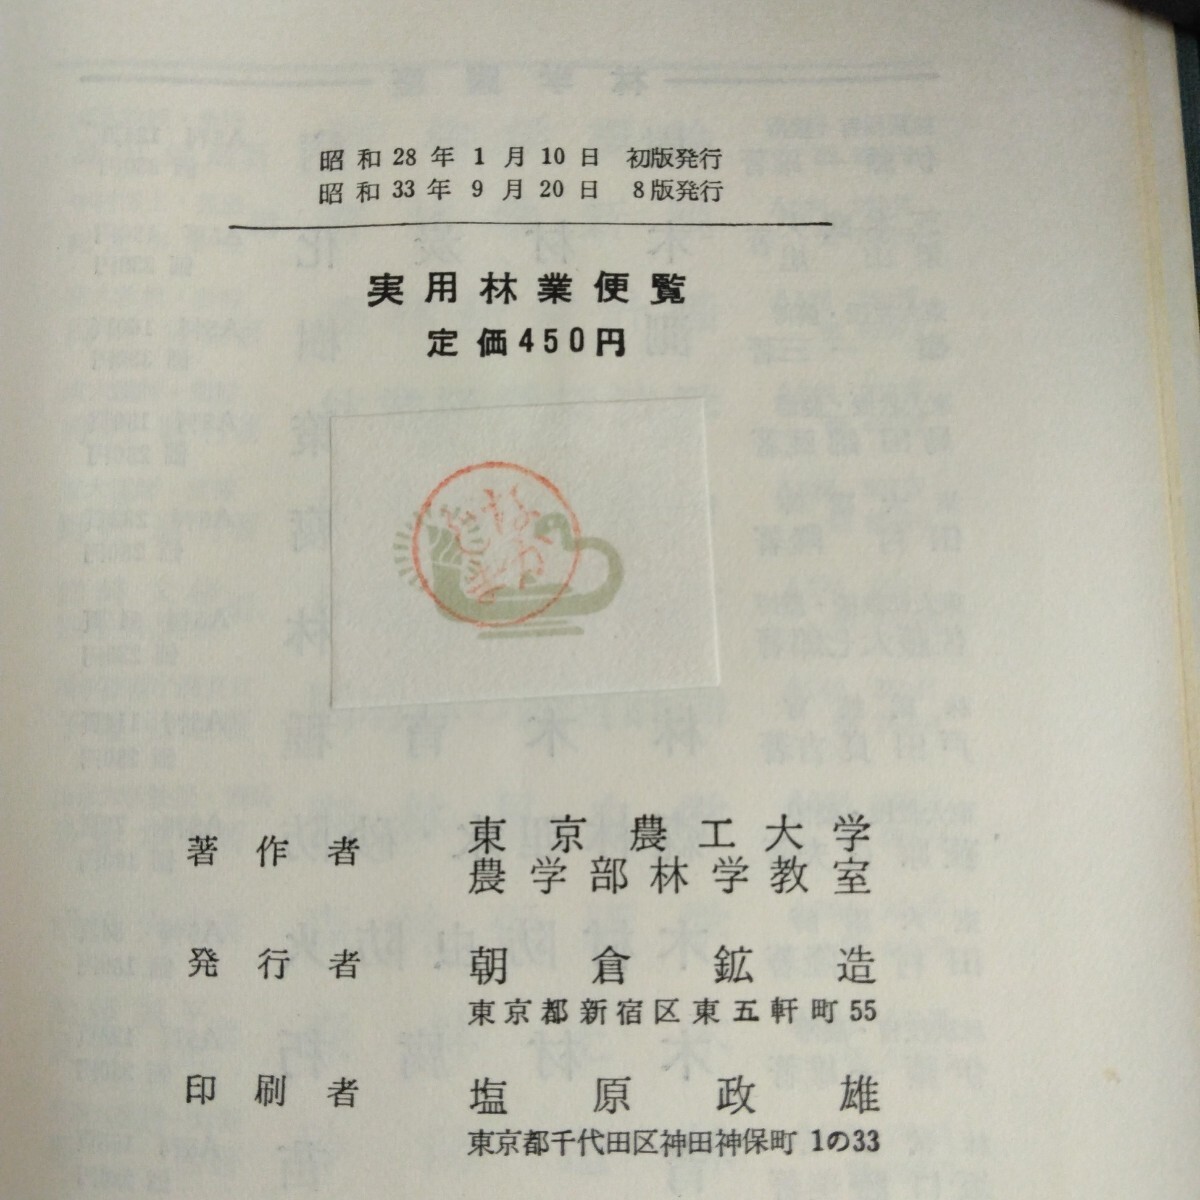 昭和28年1月10日 初版発行
昭和33年9月20日 8版発行
実用林業便覧
定価450円
著作者
東京農工大学
農学部林学教室
発行者 朝倉鉱造
東京都新宿区東五軒町55
印刷者 塩原政雄
東京都千代田区神田神保町1の33